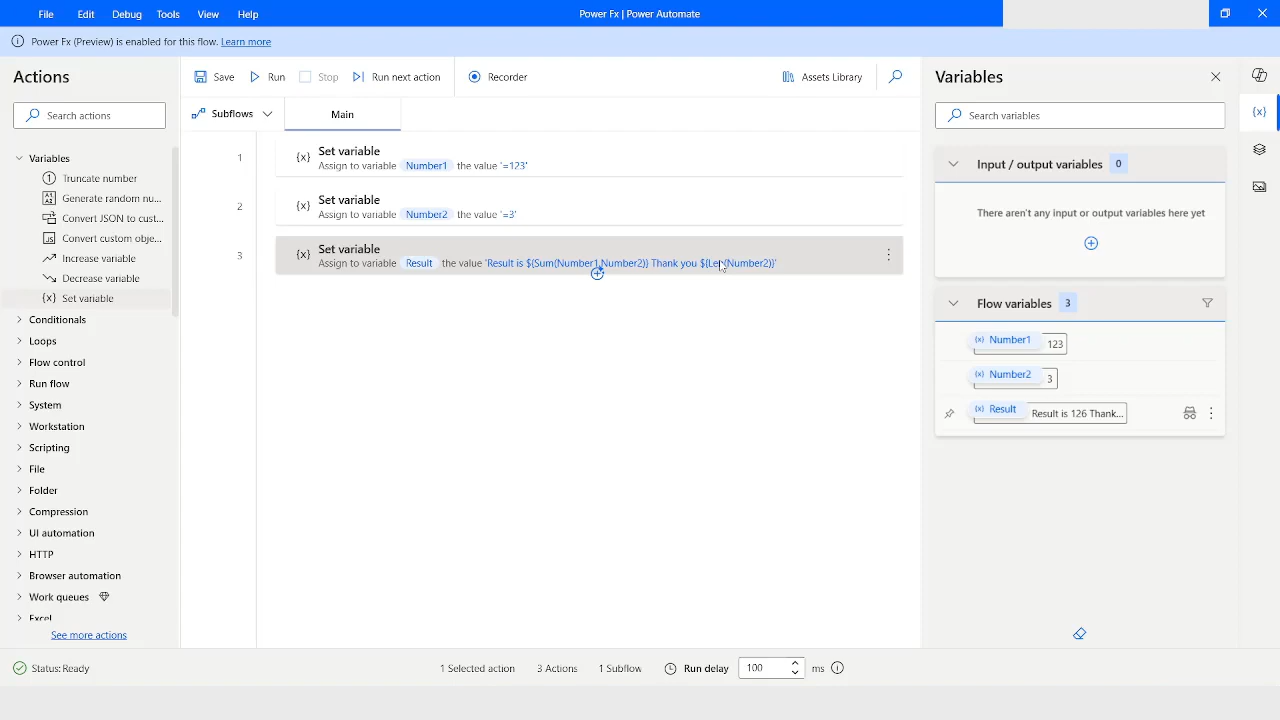 File Edit Debug Tools View Help
Power Fx | Power Automate
Power Fx (Preview) is enabled for this flow. Learn more
Actions
Search actions
Variables
Truncate number
Generate random nu...
Convert JSON to cust...
Convert custom obje...
Increase variable
Decrease variable
{x} Set variable
Conditionals
Loops
Flow control
Run flow
System
Workstation
Scripting
File
Folder
Compression
UI automation
HTTP
Browser automation
Work queues
Excel
See more actions
Save Run Stop Run next action Recorder Assets Library
Subflows Main
1 {x} Set variable
Assign to variable Number1 the value '=123'
2 {x} Set variable
Assign to variable Number2 the value '=3'
3 {x} Set variable
Assign to variable Result the value 'Result is ${Sum(Number1,Number2)} Thank you ${Len(Number2)}'
Variables
{x}
Search variables
Input / output variables 0
There aren't any input or output variables here yet
Flow variables 3
{x} Number1 123
{x} Number2 3
{x} Result Result is 126 Thank...
Status: Ready 1 Selected action 3 Actions 1 Subflow Run delay 100 ms